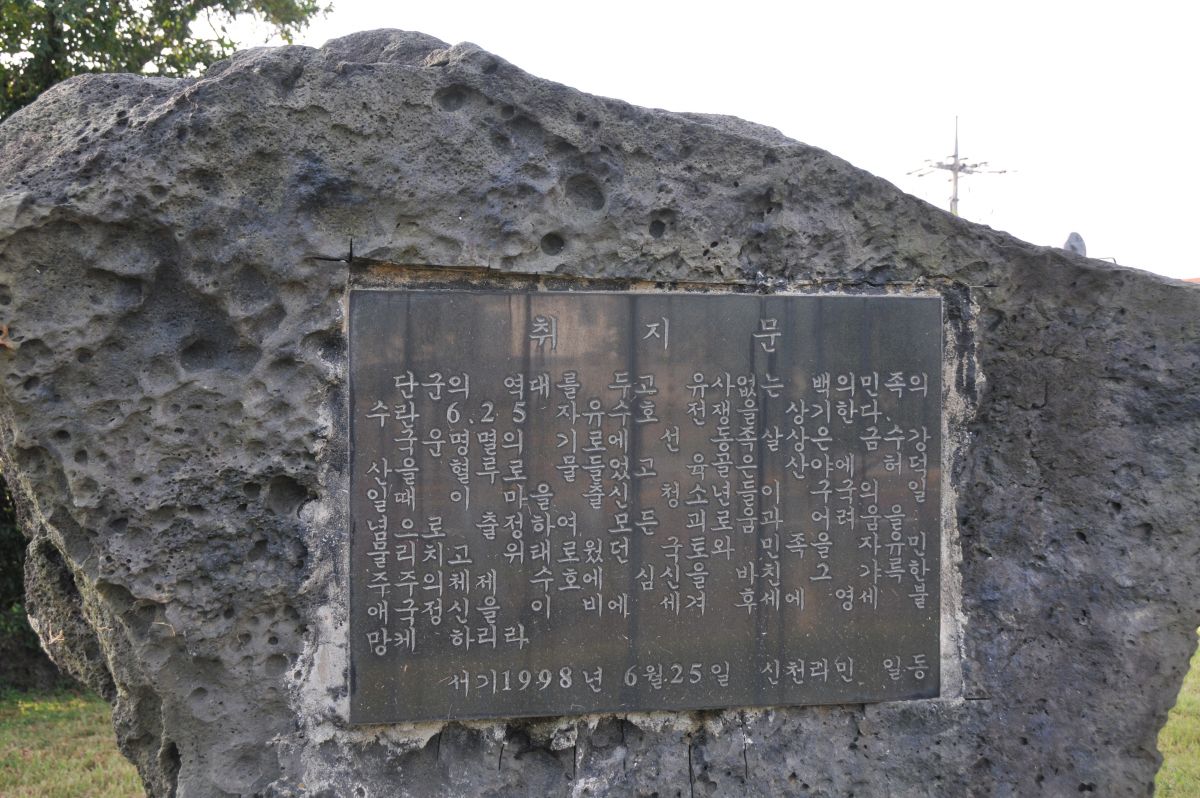 취 지 문
단군의 역대를 두고 유사없는 백의민족의
수란 6.25 자유수호 전쟁을 상기한다.
국운 명멸의 기로에 선 동족 살상은 금수강
산을 혈투로 물들었고 산야에 허덕
일때 이 마을 출신 청소년들이 구국의 일
념으로 출정하여 모든 괴로움과 어려움을
물리치고 위태로웠던 국토와 민족을 자유민
주주의 체제 수호에 심신을 바친 그 갸륵한
애국정신을 이 비에 세겨 후세에 영세 불
망케 하리라
서기1998년 6월.25일 신천리민 일동